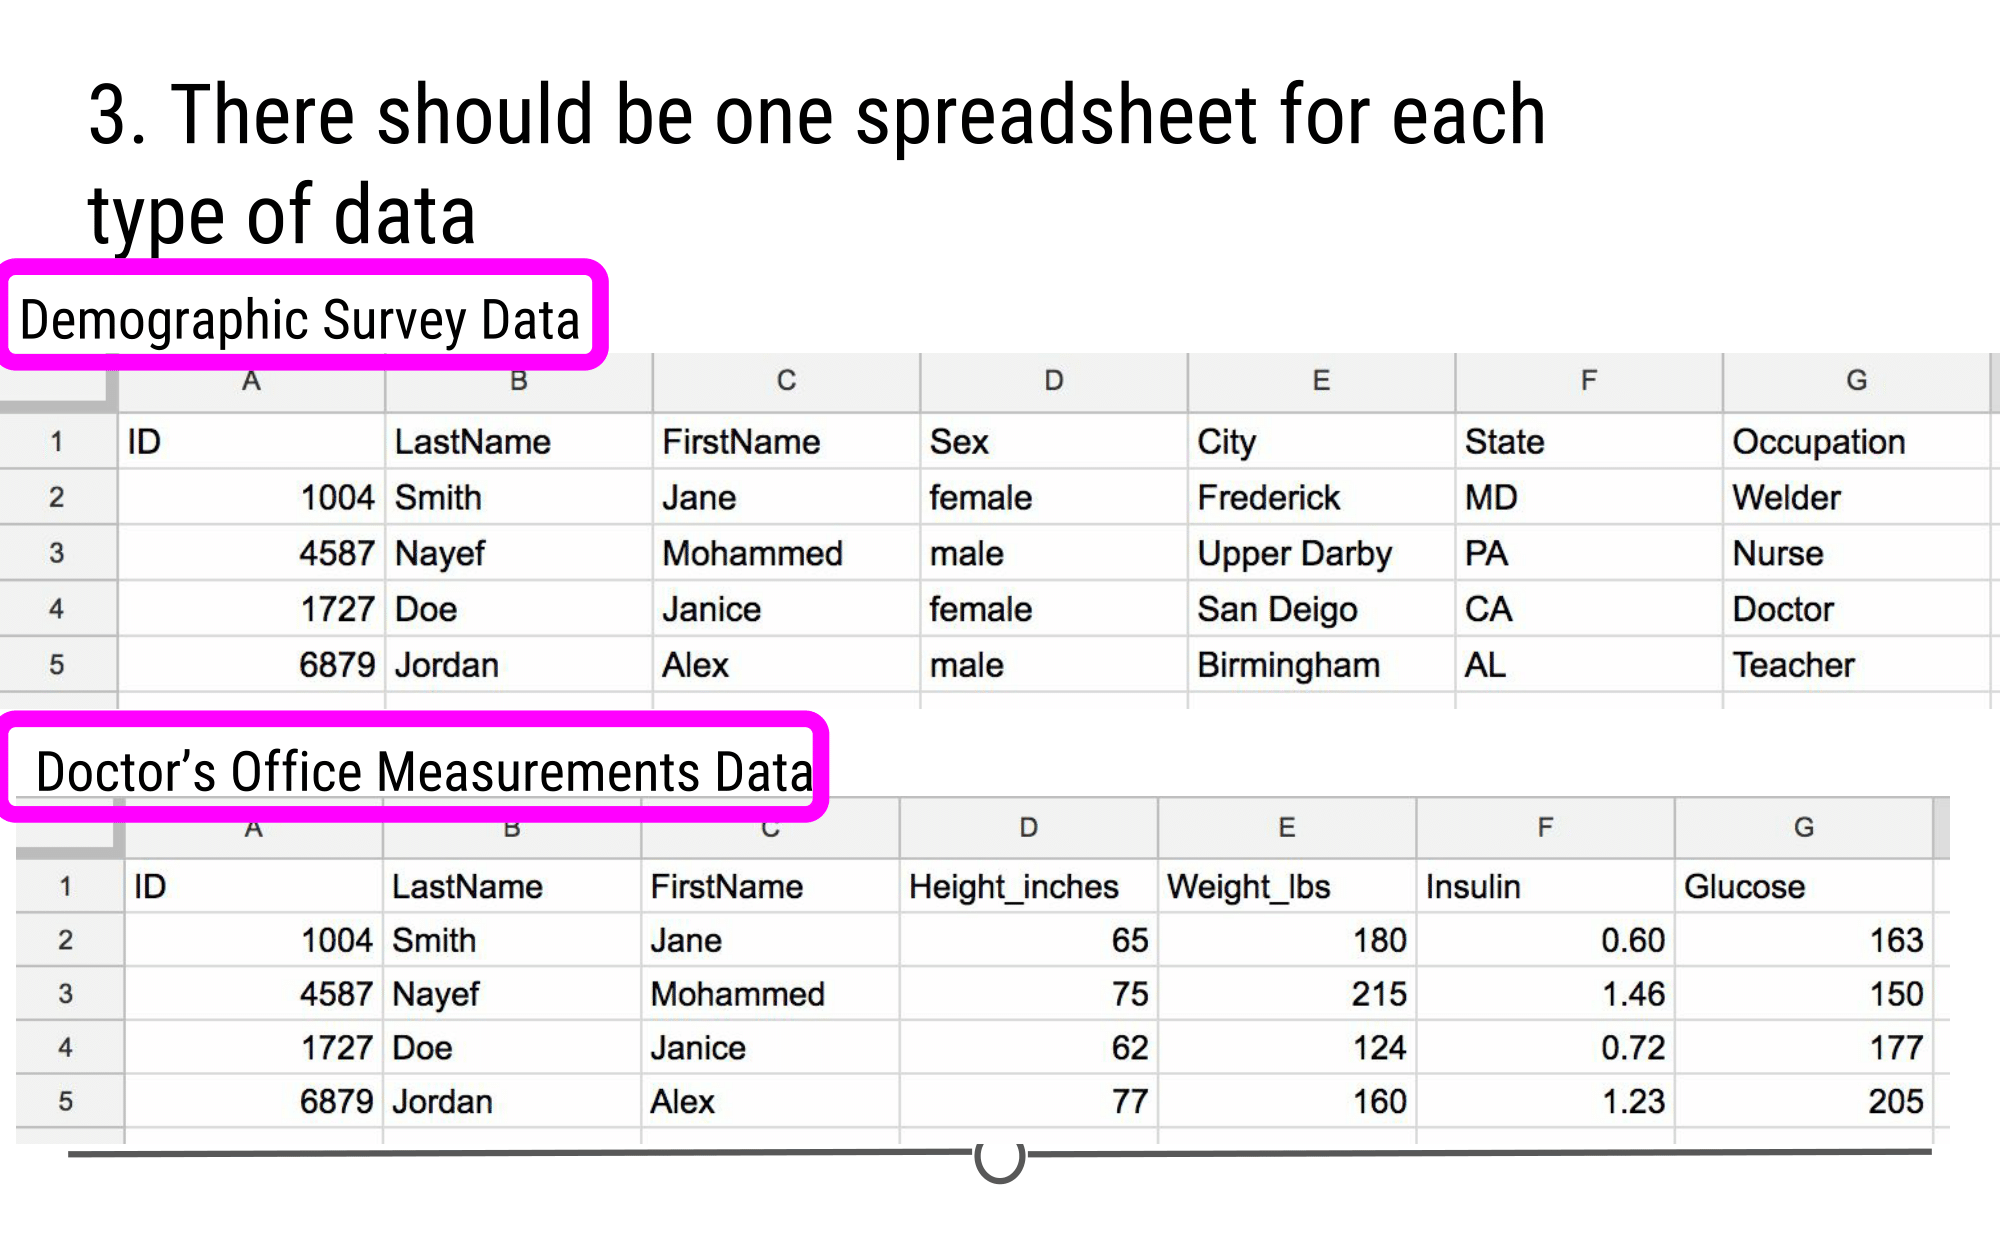 3. There should be one spreadsheet for each
type of data
Demographic Survey Data
A B C D E F G
1 ID LastName FirstName Sex City State Occupation
2 1004 Smith Jane female Frederick MD Welder
3 4587 Nayef Mohammed male Upper Darby PA Nurse
4 1727 Doe Janice female San Deigo CA Doctor
5 6879 Jordan Alex male Birmingham AL Teacher
Doctor’s Office Measurements Data
A B C D E F G
1 ID LastName FirstName Height_inches Weight_lbs Insulin Glucose
2 1004 Smith Jane 65 180 0.60 163
3 4587 Nayef Mohammed 75 215 1.46 150
4 1727 Doe Janice 62 124 0.72 177
5 6879 Jordan Alex 77 160 1.23 205